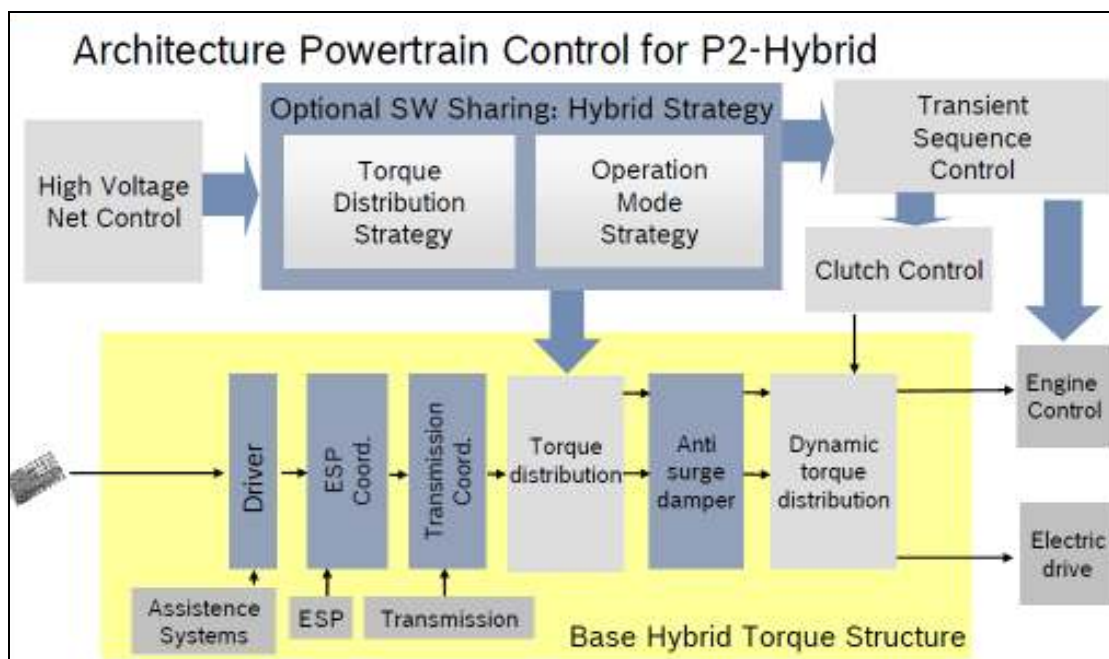 Architecture Powertrain Control for P2-Hybrid
Optional SW Sharing: Hybrid Strategy
Transient
Sequence
Control
High Voltage
Net Control
Torque
Distribution
Strategy
Operation
Mode
Strategy
Clutch Control
Driver
ESP
Coord.
Transmission
Coord.
Torque
distribution
Anti
surge
damper
Dynamic
torque
distribution
Engine
Control
Electric
drive
Assistence
Systems
ESP
Transmission
Base Hybrid Torque Structure